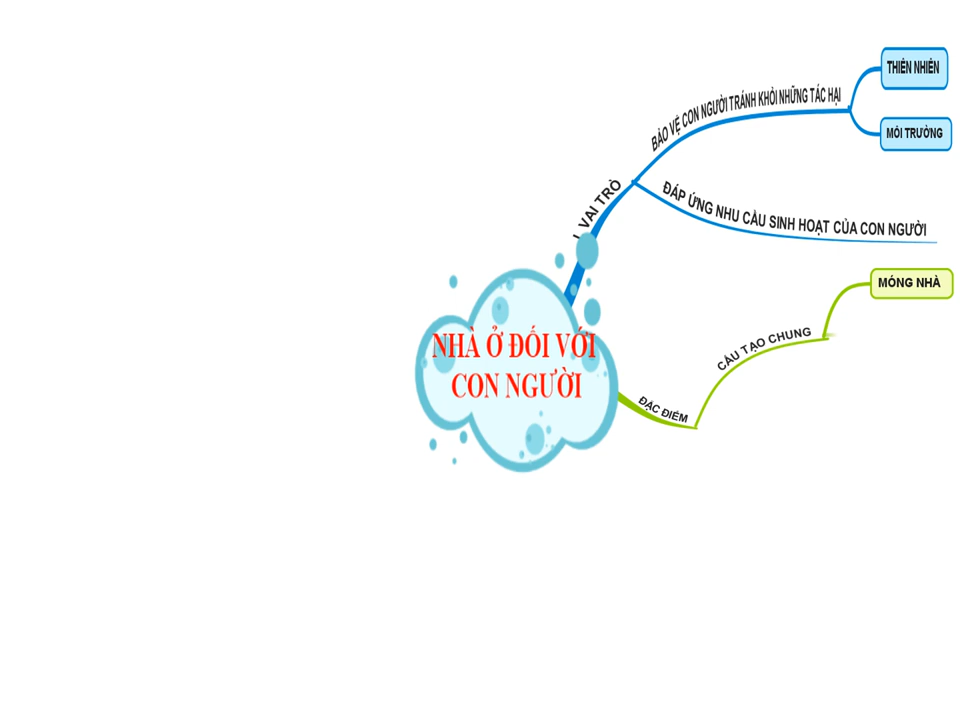 THIÊN NHIÊN
BẢO VỆ CON NGƯỜI TRÁNH KHỎI NHỮNG TÁC HẠI
MÔI TRƯỜNG
I. VAI TRÒ
ĐÁP ỨNG NHU CẦU SINH HOẠT CỦA CON NGƯỜI
MÓNG NHÀ
CẤU TẠO CHUNG
NHÀ Ở ĐỐI VỚI
CON NGƯỜI
ĐẶC ĐIỂM